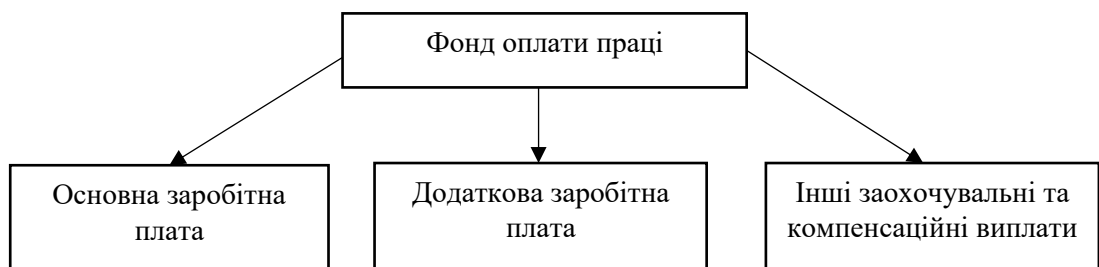 Фонд оплати праці
Основна заробітна
плата
Додаткова заробітна
плата
Інші заохочувальні та
компенсаційні виплати